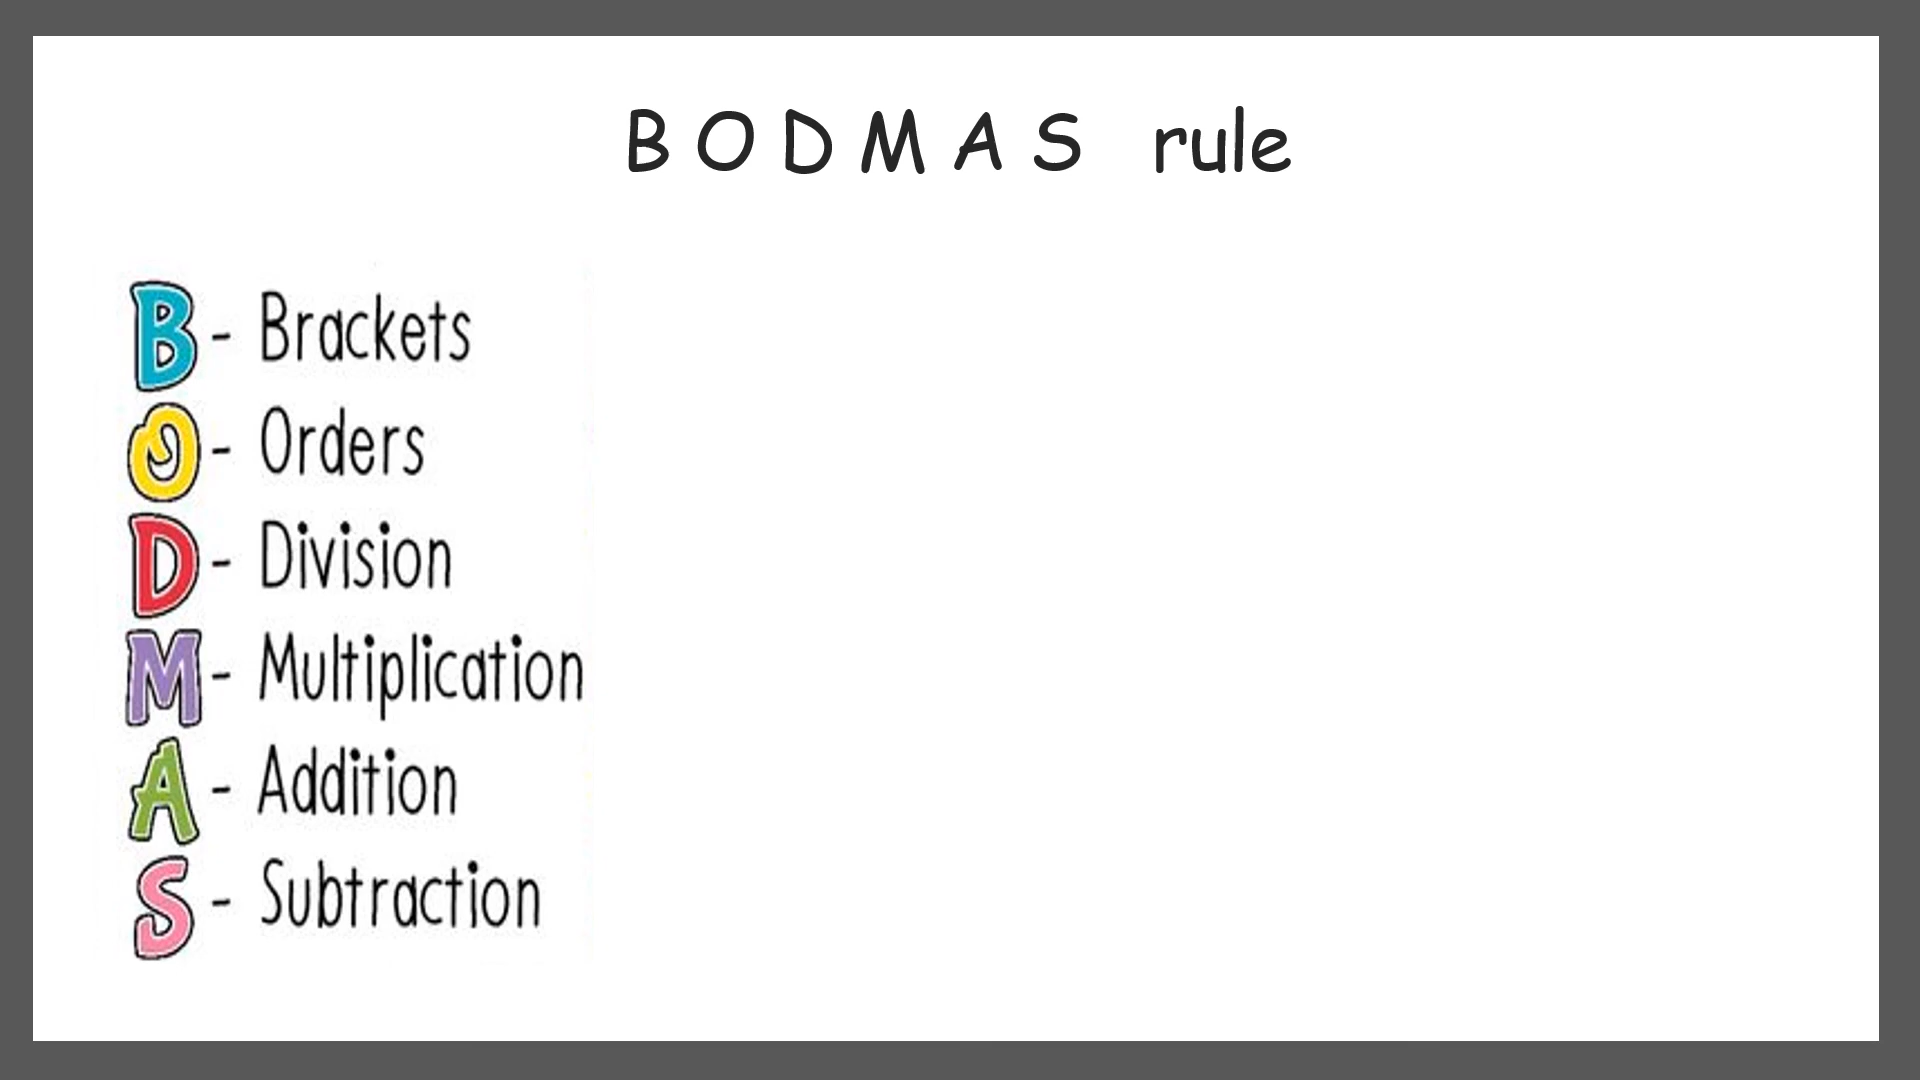 B O D M A S rule
B - Brackets
O - Orders
D - Division
M - Multiplication
A - Addition
S - Subtraction